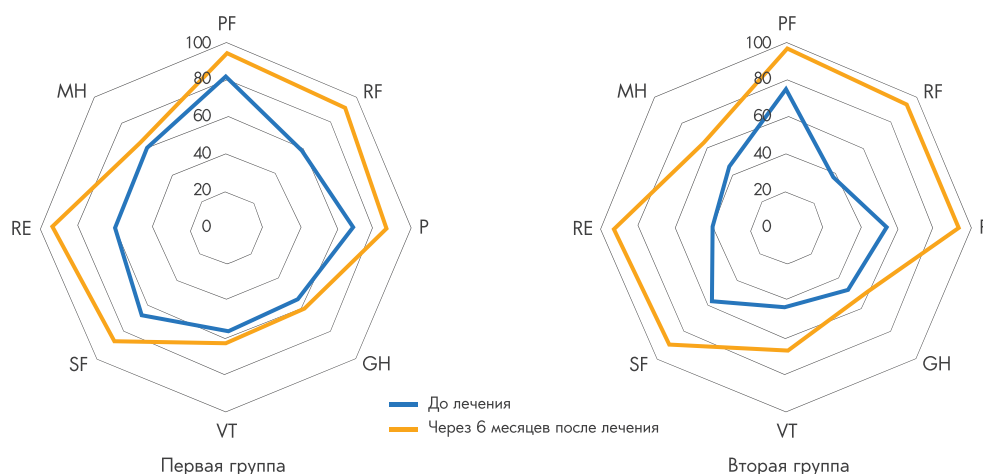 PF
100
MH
80
RF
60
40
20
RE
0
P
SF
GH
VT
Первая группа
PF
100
MH
80
RF
60
40
20
RE
0
SF
GH
VT
Вторая группа
До лечения
Через 6 месяцев после лечения